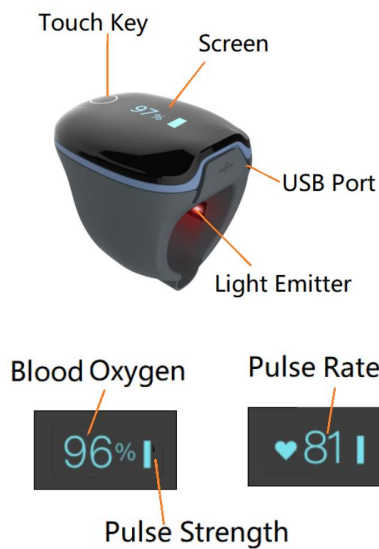 Touch Key
Screen
97%
USB Port
Light Emitter
Blood Oxygen
Pulse Rate
96%
81
Pulse Strength